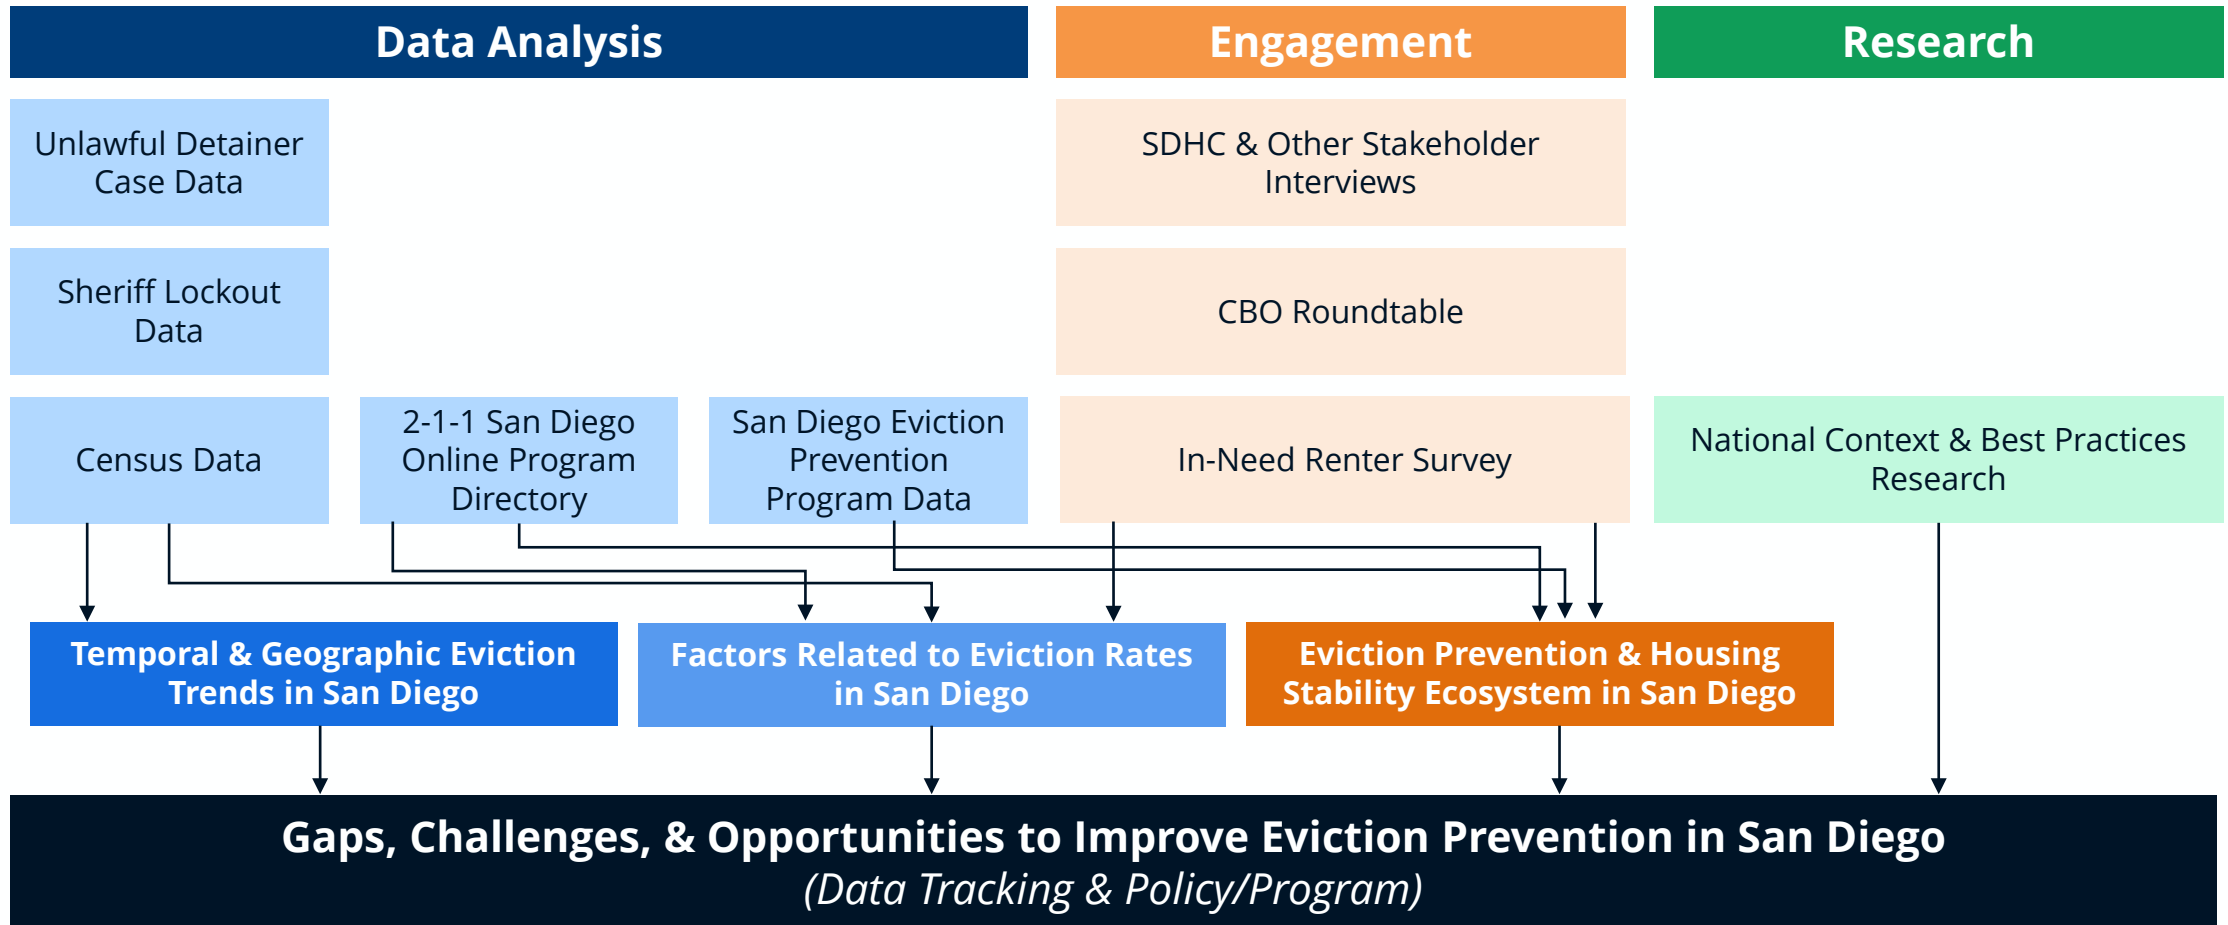 Data Analysis
Engagement
Research
Unlawful Detainer
Case Data
SDHC & Other Stakeholder
Interviews
Sheriff Lockout
Data
CBO Roundtable
Census Data
2-1-1 San Diego
Online Program
Directory
San Diego Eviction
Prevention
Program Data
In-Need Renter Survey
National Context & Best Practices
Research
Temporal & Geographic Eviction
Trends in San Diego
Factors Related to Eviction Rates
in San Diego
Eviction Prevention & Housing
Stability Ecosystem in San Diego
Gaps, Challenges, & Opportunities to Improve Eviction Prevention in San Diego
(Data Tracking & Policy/Program)